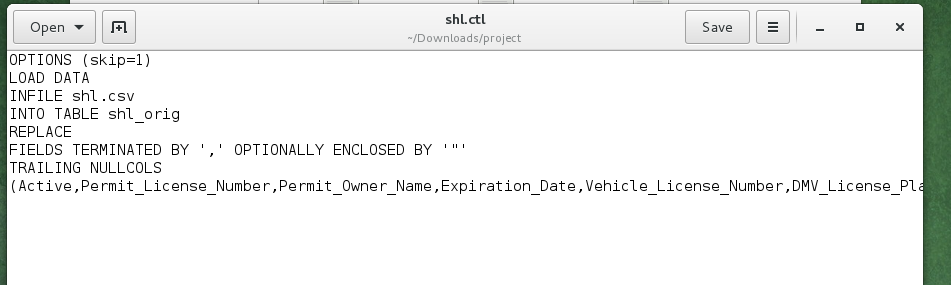 Open
shl.ctl
~/Downloads/project
Save
OPTIONS (skip=1)
LOAD DATA
INFILE shl.csv
INTO TABLE shl_orig
REPLACE
FIELDS TERMINATED BY ',' OPTIONALLY ENCLOSED BY '"'
TRAILING NULLCOLS
(Active,Permit_License_Number,Permit_Owner_Name,Expiration_Date,Vehicle_License_Number,DMV_License_Pla